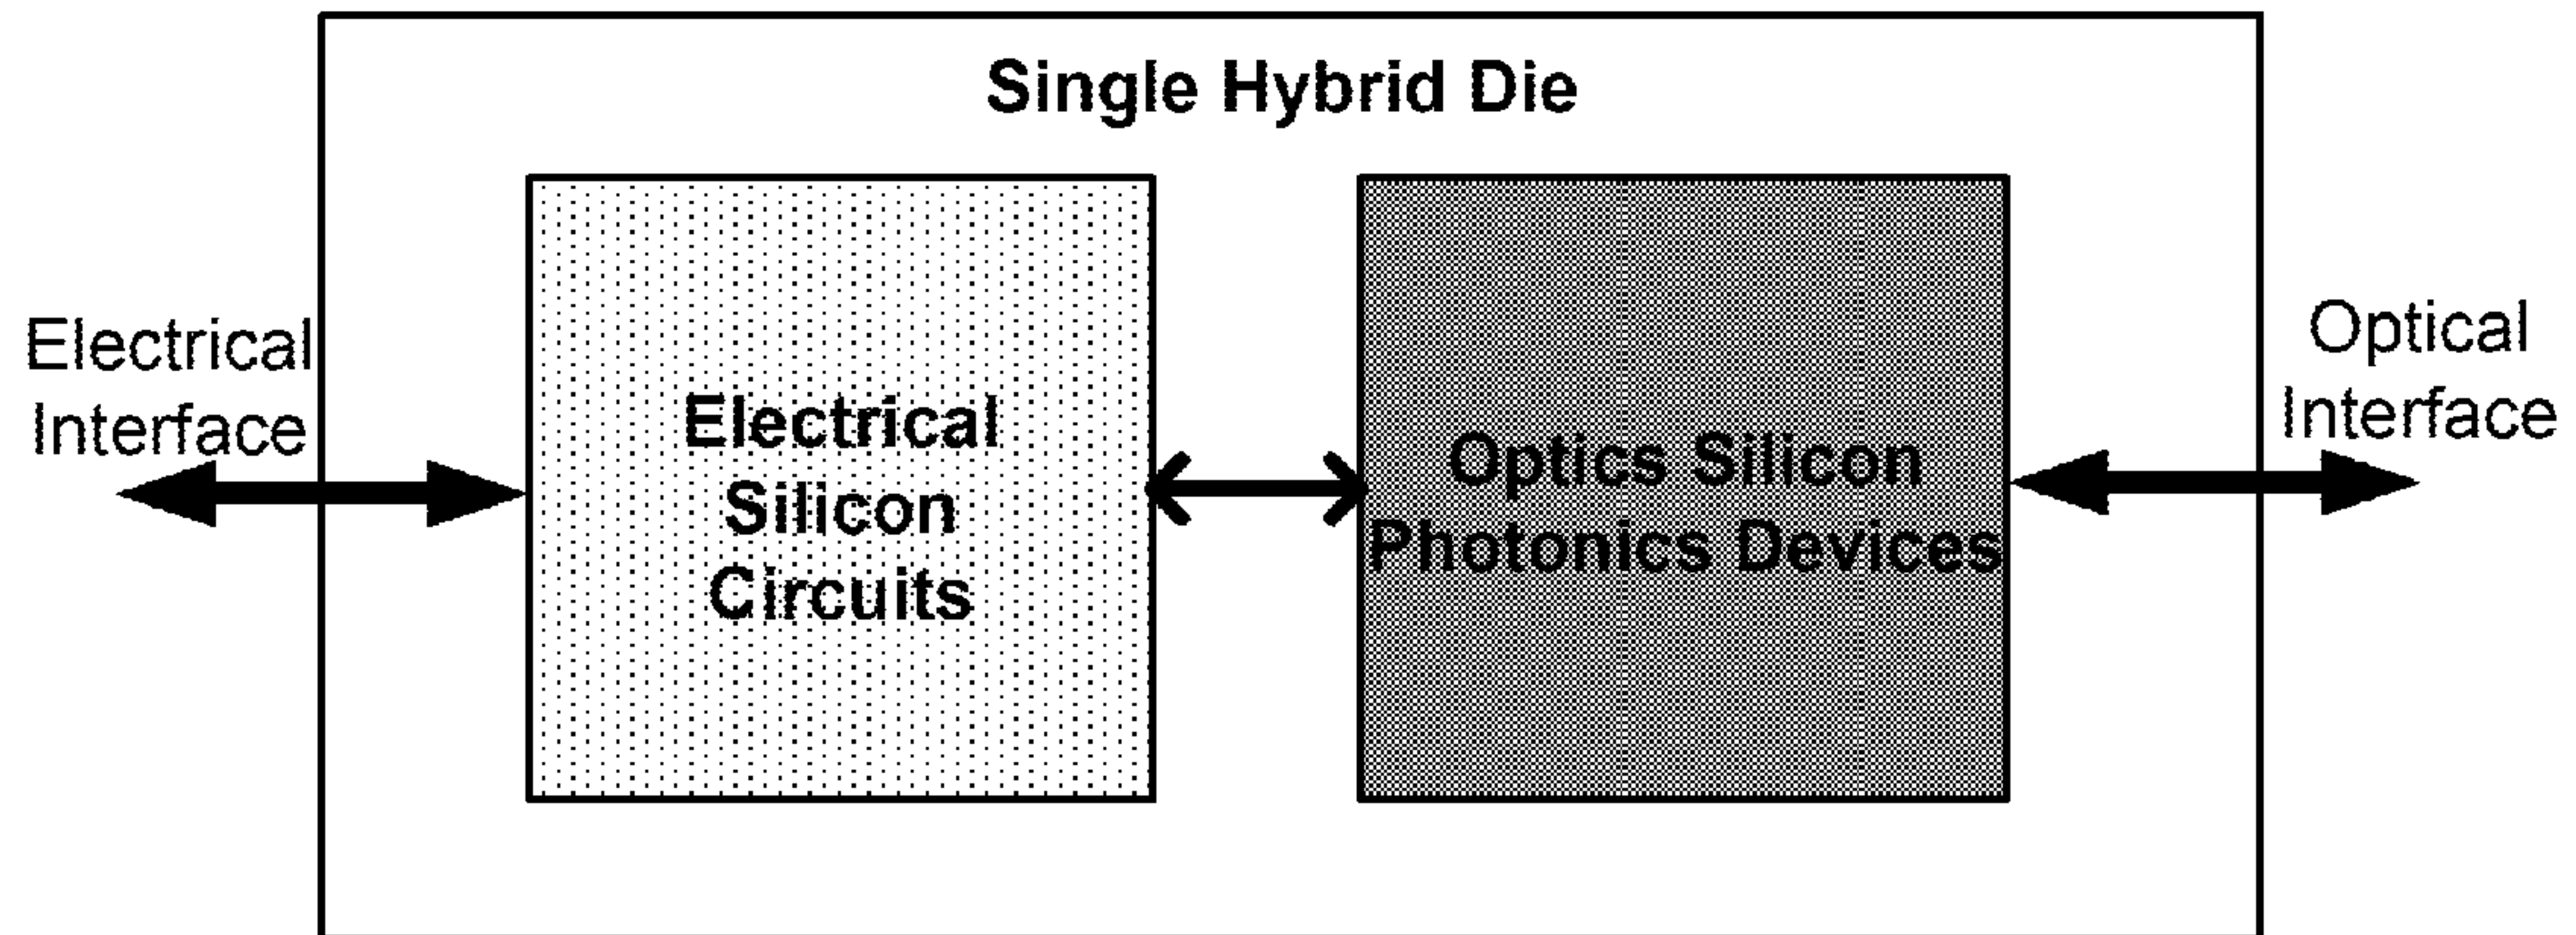 Single Hybrid Die
Electrical
Interface
Electrical
Silicon
Circuits
Optics Silicon
Photonics Devices
Optical
Interface